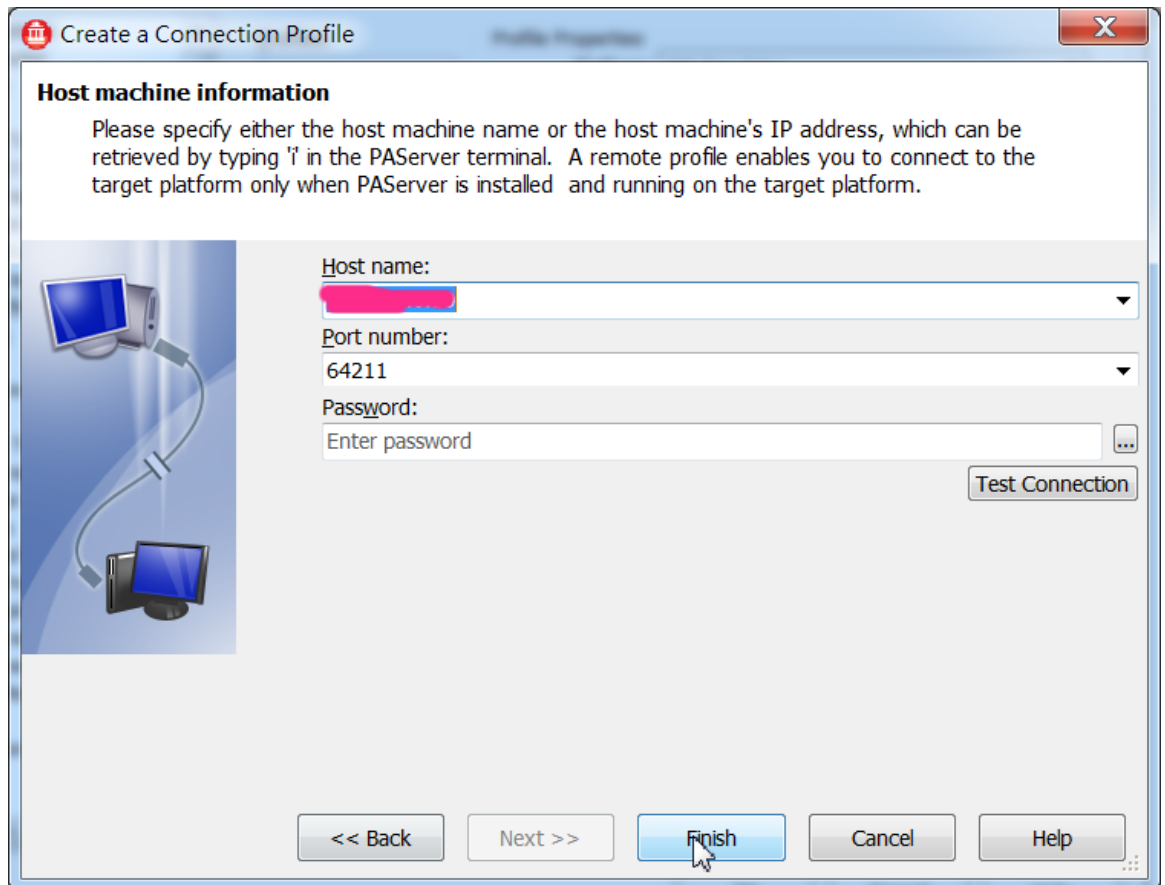 Create a Connection Profile
Host machine information
Please specify either the host machine name or the host machine's IP address, which can be
retrieved by typing 'i' in the PAServer terminal.  A remote profile enables you to connect to the
target platform only when PAServer is installed  and running on the target platform.
Host name:
Port number:
64211
Password:
Enter password
...
Test Connection
<< Back
Next >>
Finish
Cancel
Help